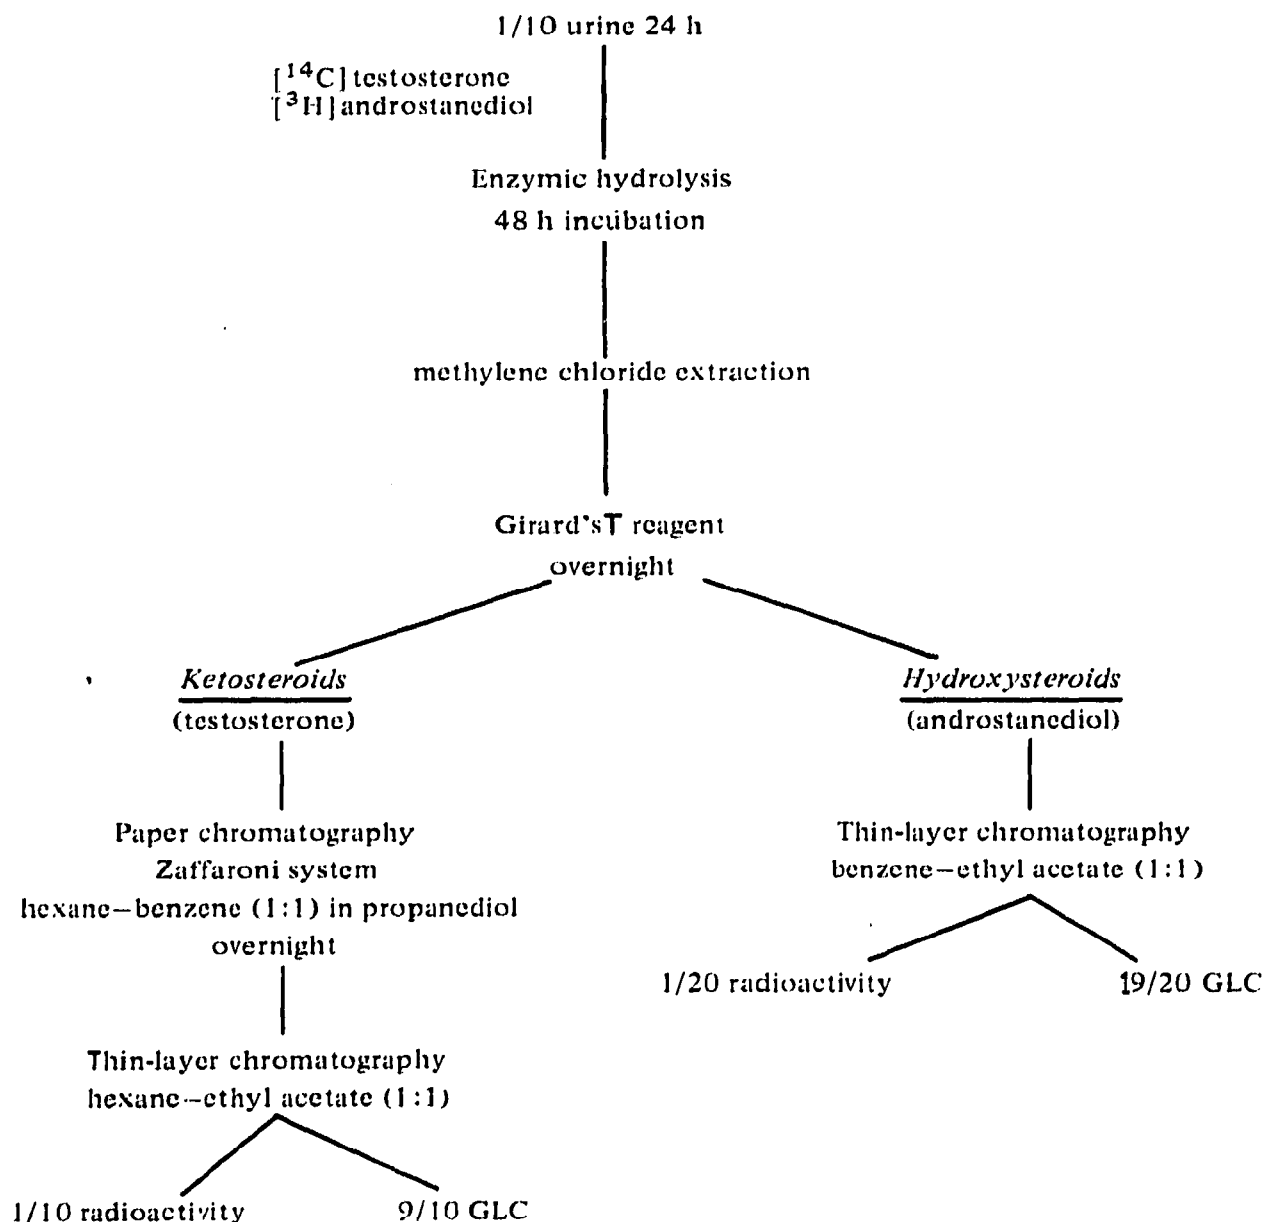 1/10 urine 24 h
[¹⁴C] testosterone
[³H] androstanediol
Enzymic hydrolysis
48 h incubation
methylene chloride extraction
Girard's T reagent
overnight
Ketosteroids
(testosterone)
Paper chromatography
Zaffaroni system
hexane–benzene (1:1) in propanediol
overnight
Thin-layer chromatography
hexane–ethyl acetate (1:1)
1/10 radioactivity
9/10 GLC
Hydroxysteroids
(androstanediol)
Thin-layer chromatography
benzene–ethyl acetate (1:1)
1/20 radioactivity
19/20 GLC